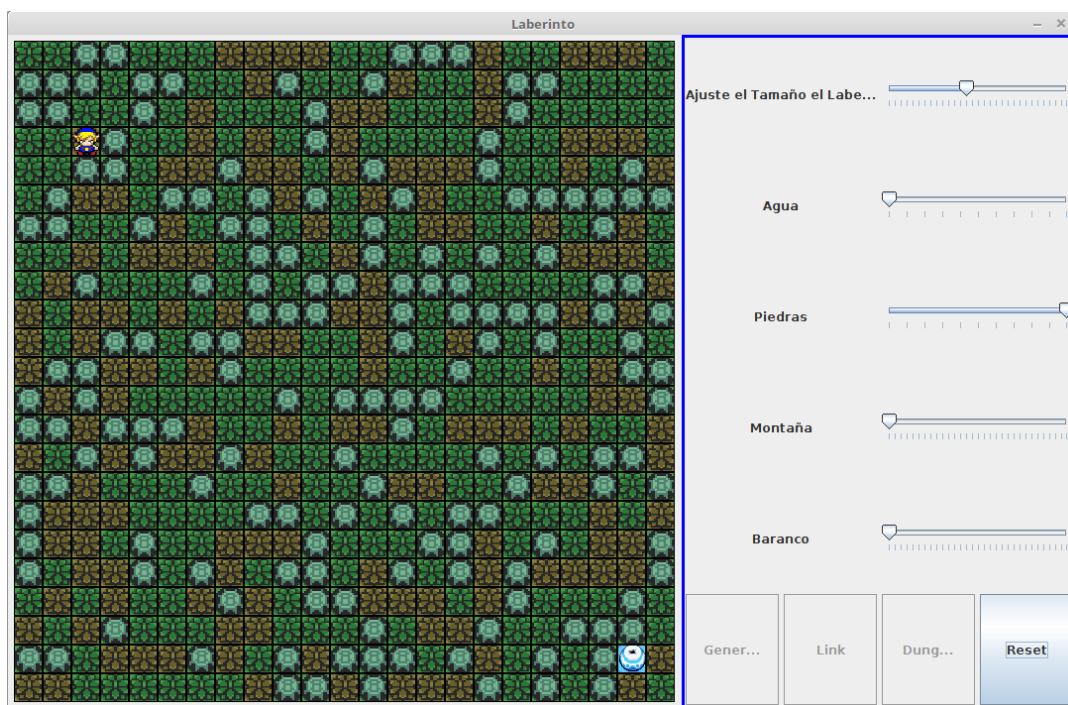 Laberinto
Ajuste el Tamaño el Labe...
Agua
Piedras
Montaña
Baranco
Gener...
Link
Dung...
Reset